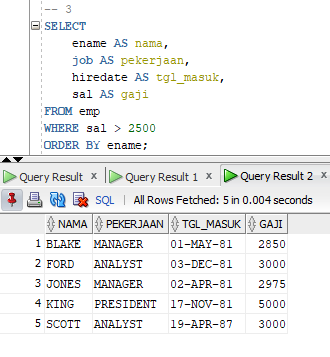 -- 3
SELECT
ename AS nama,
job AS pekerjaan,
hiredate AS tgl_masuk,
sal AS gaji
FROM emp
WHERE sal > 2500
ORDER BY ename;
Query Result x Query Result 1 x Query Result 2 x
SQL | All Rows Fetched: 5 in 0.004 seconds
NAMA PEKERJAAN TGL_MASUK GAJI
1 BLAKE MANAGER 01-MAY-81 2850
2 FORD ANALYST 03-DEC-81 3000
3 JONES MANAGER 02-APR-81 2975
4 KING PRESIDENT 17-NOV-81 5000
5 SCOTT ANALYST 19-APR-87 3000